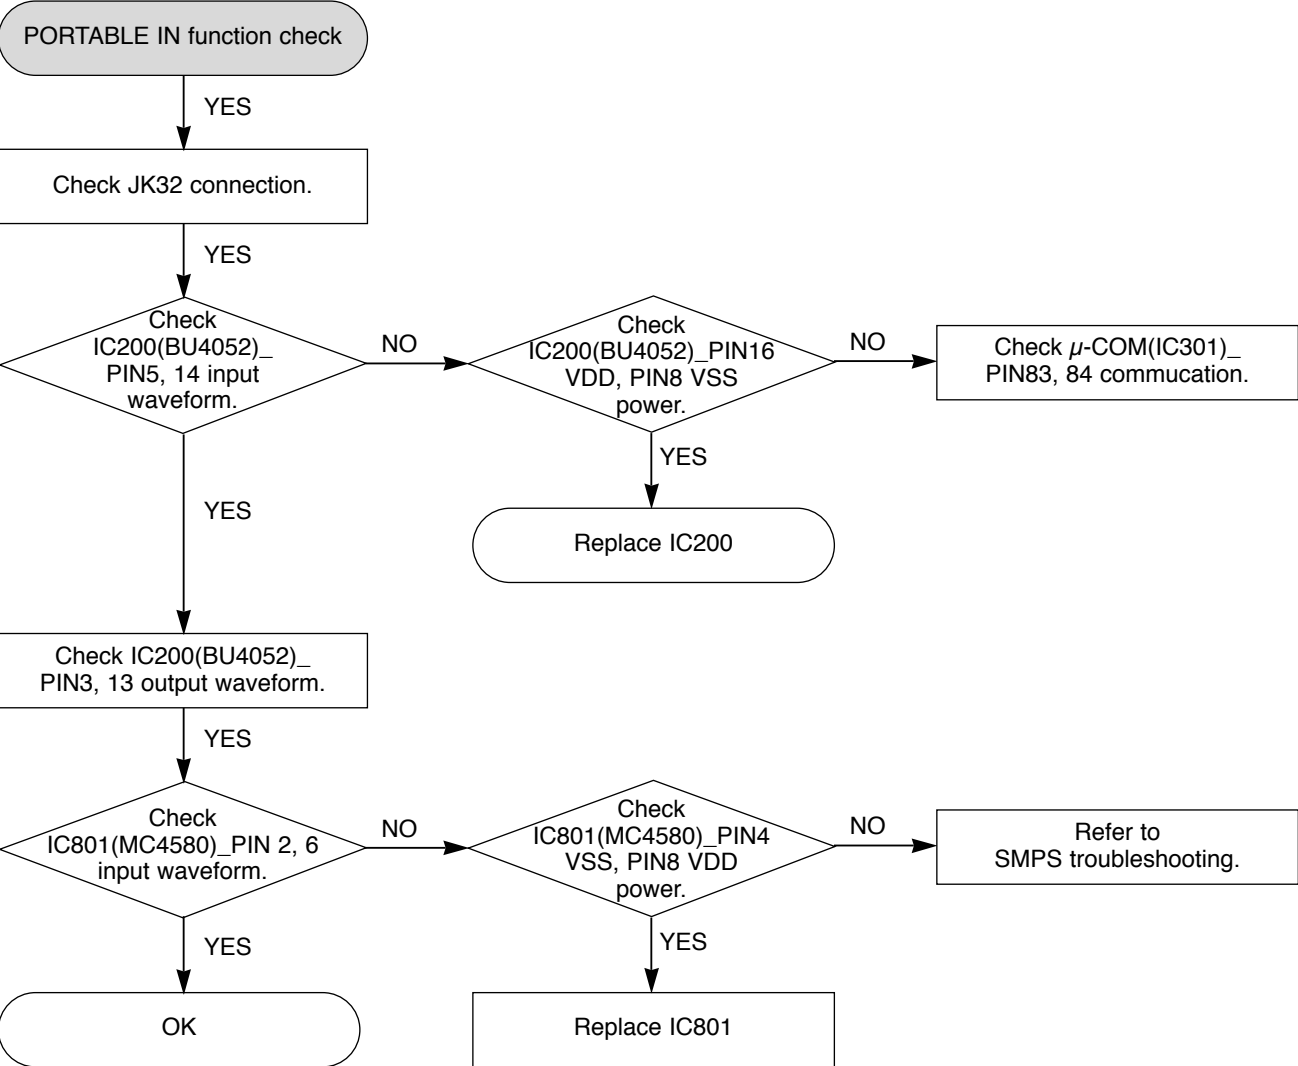 PORTABLE IN function check
YES
Check JK32 connection.
YES
Check
IC200(BU4052)_
PIN5, 14 input
waveform.
NO
Check
IC200(BU4052)_PIN16
VDD, PIN8 VSS
power.
NO
Check μ-COM(IC301)_
PIN83, 84 commucation.
YES
Replace IC200
YES
Check IC200(BU4052)_
PIN3, 13 output waveform.
YES
Check
IC801(MC4580)_PIN 2, 6
input waveform.
NO
Check
IC801(MC4580)_PIN4
VSS, PIN8 VDD
power.
NO
Refer to
SMPS troubleshooting.
YES
OK
YES
Replace IC801